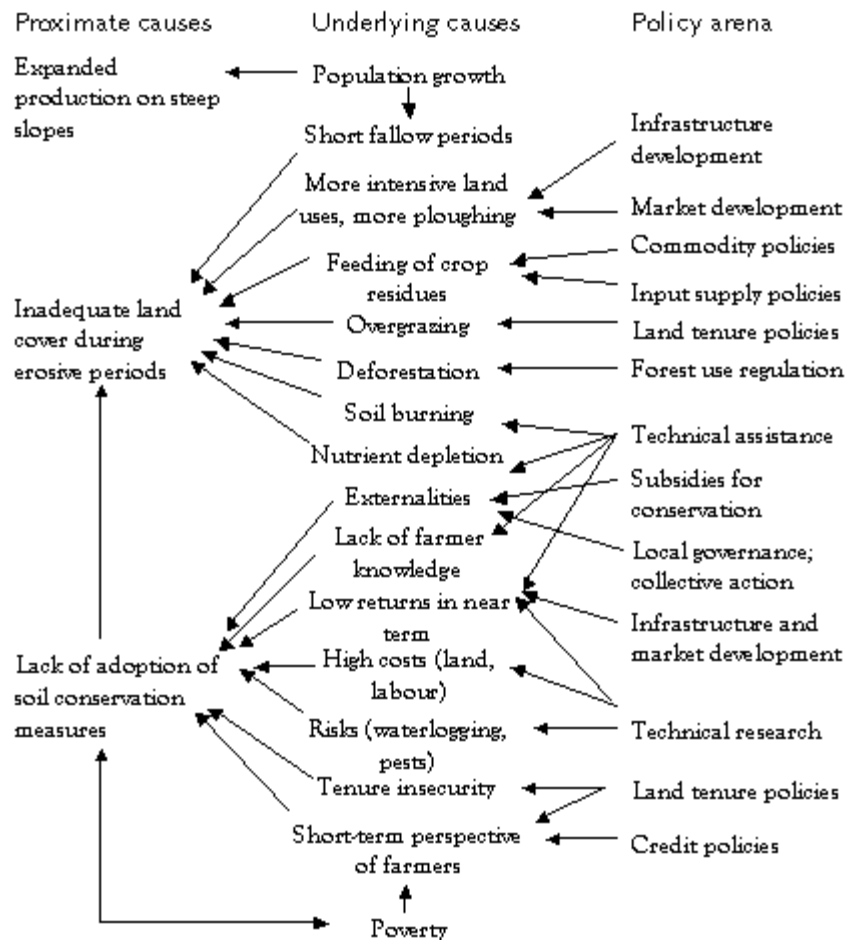 Proximate causes
Underlying causes
Policy arena
Expanded
production on steep
slopes
Inadequate land
cover during
erosive periods
Lack of adoption of
soil conservation
measures
Population growth
Short fallow periods
More intensive land
uses, more ploughing
Feeding of crop
residues
Overgrazing
Deforestation
Soil burning
Nutrient depletion
Externalities
Lack of farmer
knowledge
Low returns in near
term
High costs (land,
labour)
Risks (waterlogging,
pests)
Tenure insecurity
Short-term perspective
of farmers
Poverty
Infrastructure
development
Market development
Commodity policies
Input supply policies
Land tenure policies
Forest use regulation
Technical assistance
Subsidies for
conservation
Local governance;
collective action
Infrastructure and
market development
Technical research
Land tenure policies
Credit policies